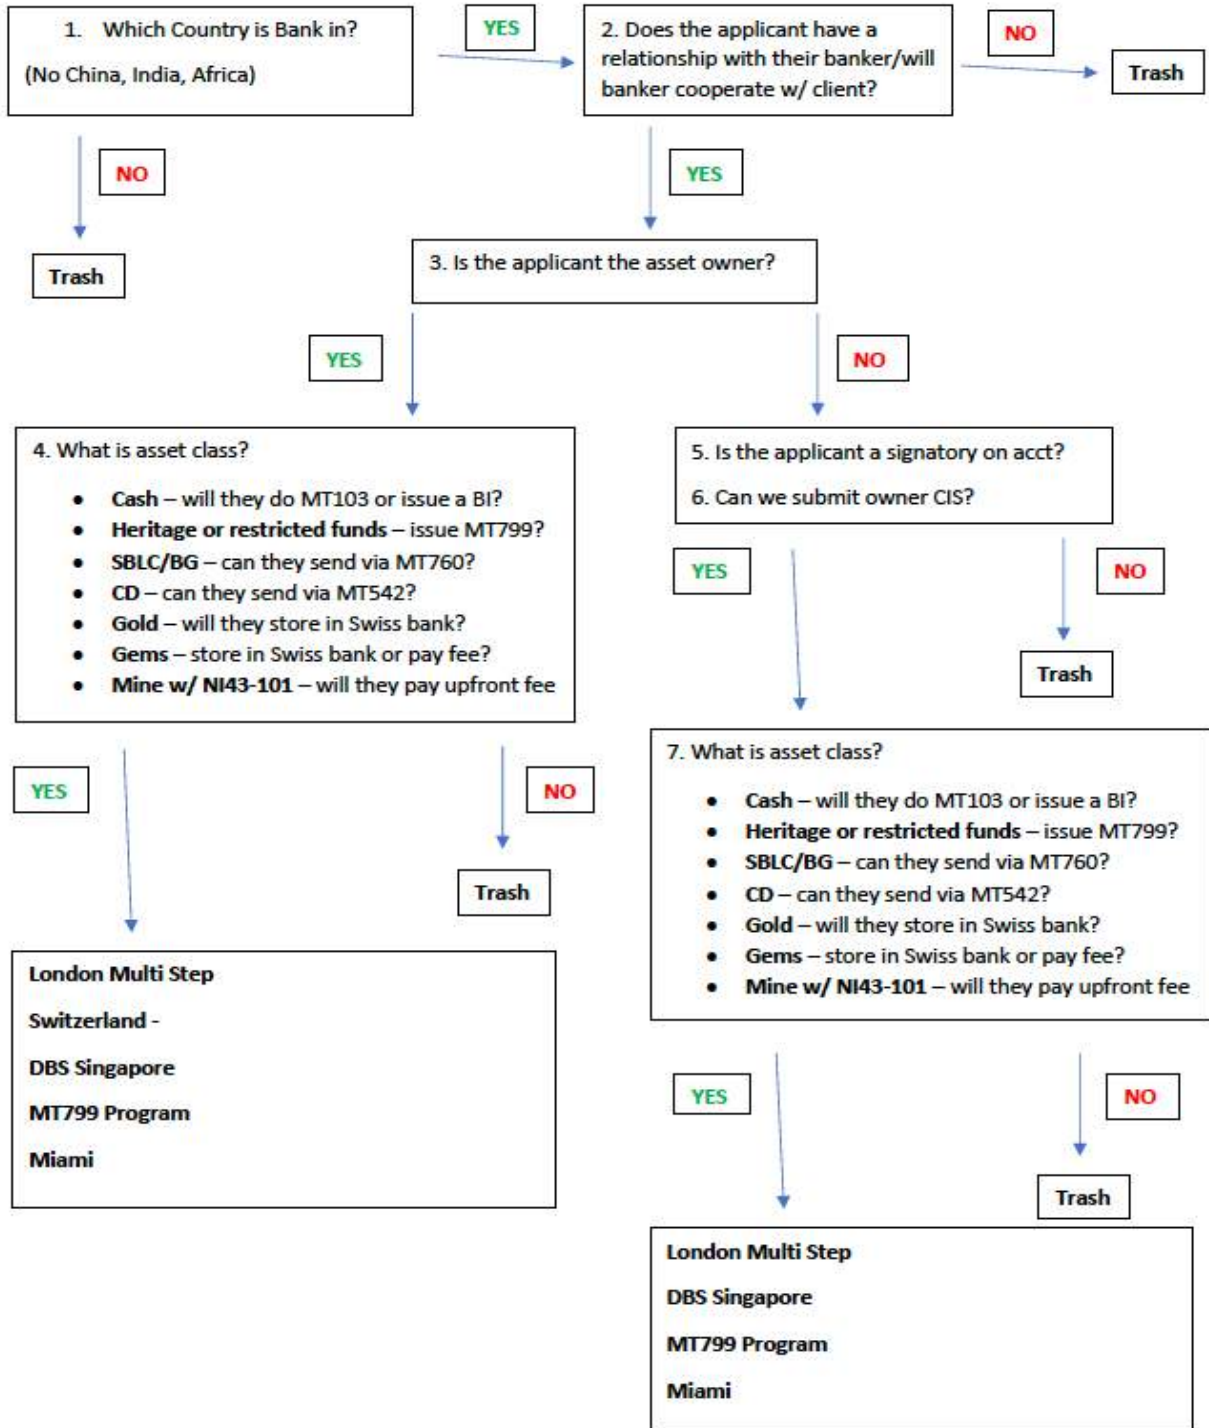 1. Which Country is Bank in?
(No China, India, Africa)
YES
2. Does the applicant have a
relationship with their banker/will
banker cooperate w/ client?
NO
Trash
NO
Trash
YES
3. Is the applicant the asset owner?
YES
NO
4. What is asset class?
• Cash – will they do MT103 or issue a BI?
• Heritage or restricted funds – issue MT799?
• SBLC/BG – can they send via MT760?
• CD – can they send via MT542?
• Gold – will they store in Swiss bank?
• Gems – store in Swiss bank or pay fee?
• Mine w/ NI43-101 – will they pay upfront fee
5. Is the applicant a signatory on acct?
6. Can we submit owner CIS?
YES
NO
Trash
YES
NO
Trash
7. What is asset class?
• Cash – will they do MT103 or issue a BI?
• Heritage or restricted funds – issue MT799?
• SBLC/BG – can they send via MT760?
• CD – can they send via MT542?
• Gold – will they store in Swiss bank?
• Gems – store in Swiss bank or pay fee?
• Mine w/ NI43-101 – will they pay upfront fee
London Multi Step
Switzerland -
DBS Singapore
MT799 Program
Miami
YES
NO
Trash
London Multi Step
DBS Singapore
MT799 Program
Miami